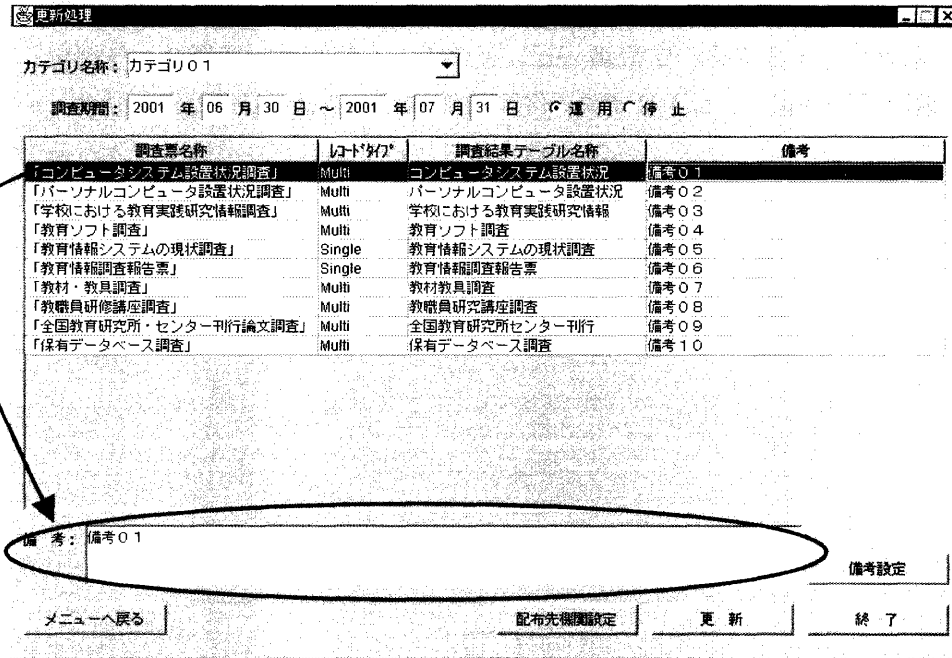 更新処理
カテゴリ名称： カテゴリ０１
調査期間： 2001 年 06 月 30 日 ～ 2001 年 07 月 31 日 運 用 停 止
調査票名称 ﾚｺｰﾄﾞﾀｲﾌﾟ 調査結果テーブル名称 備考
「コンピュータシステム設置状況調査」 Multi コンピュータシステム設置状況 備考０１
「パーソナルコンピュータ設置状況調査」 Multi パーソナルコンピュータ設置状況 備考０２
「学校における教育実践研究情報調査」 Multi 学校における教育実践研究情報 備考０３
「教育ソフト調査」 Multi 教育ソフト調査 備考０４
「教育情報システムの現状調査」 Single 教育情報システムの現状調査 備考０５
「教育情報調査報告票」 Single 教育情報調査報告票 備考０６
「教材・教具調査」 Multi 教材教具調査 備考０７
「教職員研修講座調査」 Multi 教職員研究講座調査 備考０８
「全国教育研究所・センター刊行論文調査」 Multi 全国教育研究所センター刊行 備考０９
「保有データベース調査」 Multi 保有データベース調査 備考１０
備 考： 備考０１
備考設定
メニューへ戻る 配布先機関設定 更 新 終 了